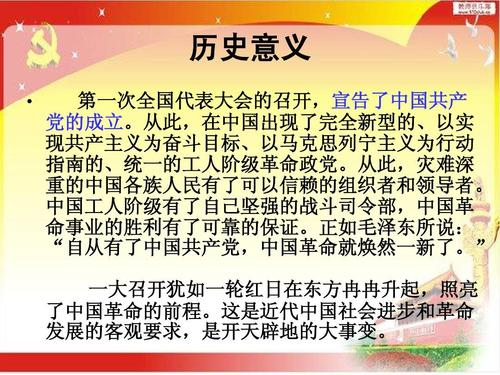 历史意义
• 第一次全国代表大会的召开，宣告了中国共产
党的成立。从此，在中国出现了完全新型的、以实
现共产主义为奋斗目标、以马克思列宁主义为行动
指南的、统一的工人阶级革命政党。从此，灾难深
重的中国各族人民有了可以信赖的组织者和领导者。
中国工人阶级有了自己坚强的战斗司令部，中国革
命事业的胜利有了可靠的保证。正如毛泽东所说：
“自从有了中国共产党，中国革命就焕然一新了。”
一大召开犹如一轮红日在东方冉冉升起，照亮
了中国革命的前程。这是近代中国社会进步和革命
发展的客观要求，是开天辟地的大事变。